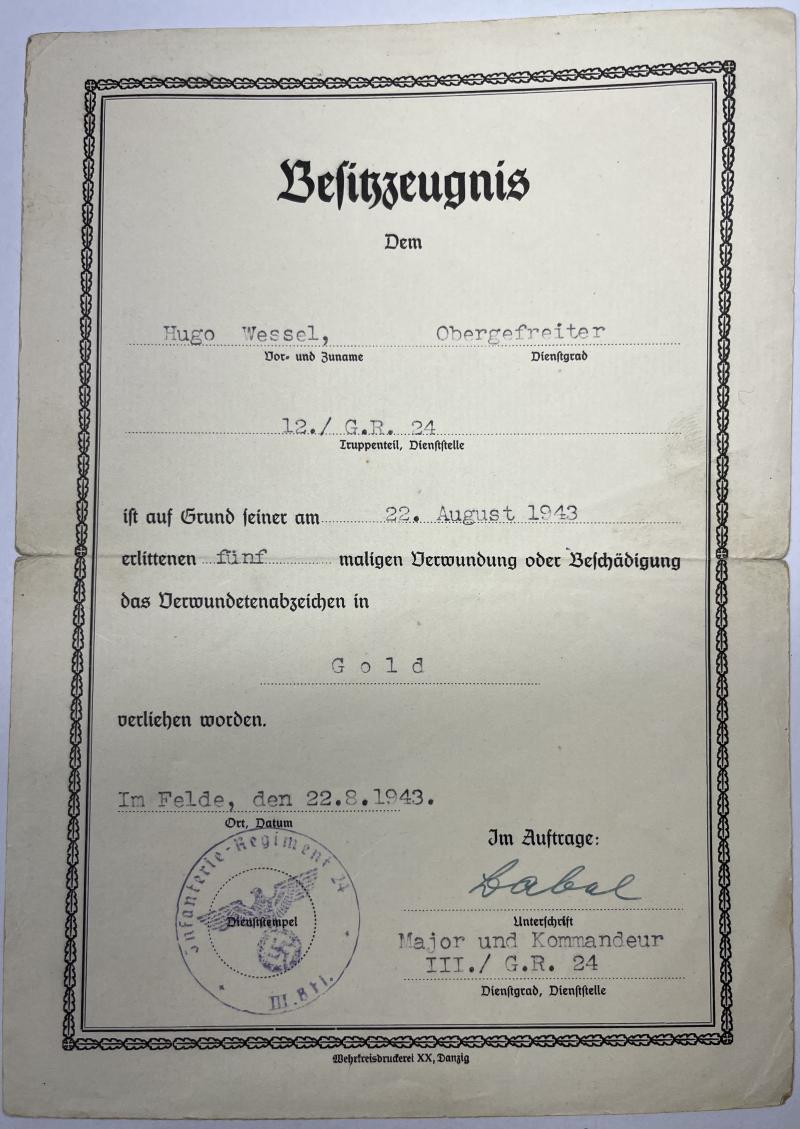 Besitzzeugnis
Dem
Hugo Wessel, Obergefreiter
Vor- und Zuname Dienstgrad
12./ G.R. 24
Truppenteil, Dienststelle
ist auf Grund seiner am 22. August 1943
erlittenen fünf maligen Verwundung oder Beschädigung
das Verwundetenabzeichen in
G o l d
verliehen worden.
Im Felde, den 22.8.1943.
Ort, Datum
Im Auftrage:
Infanterie-Regiment 24
Dienststempel
III. Btl.
Unterschrift
Major und Kommandeur
III./ G.R. 24
Dienstgrad, Dienststelle
Wehrkreisdruckerei XX, Danzig